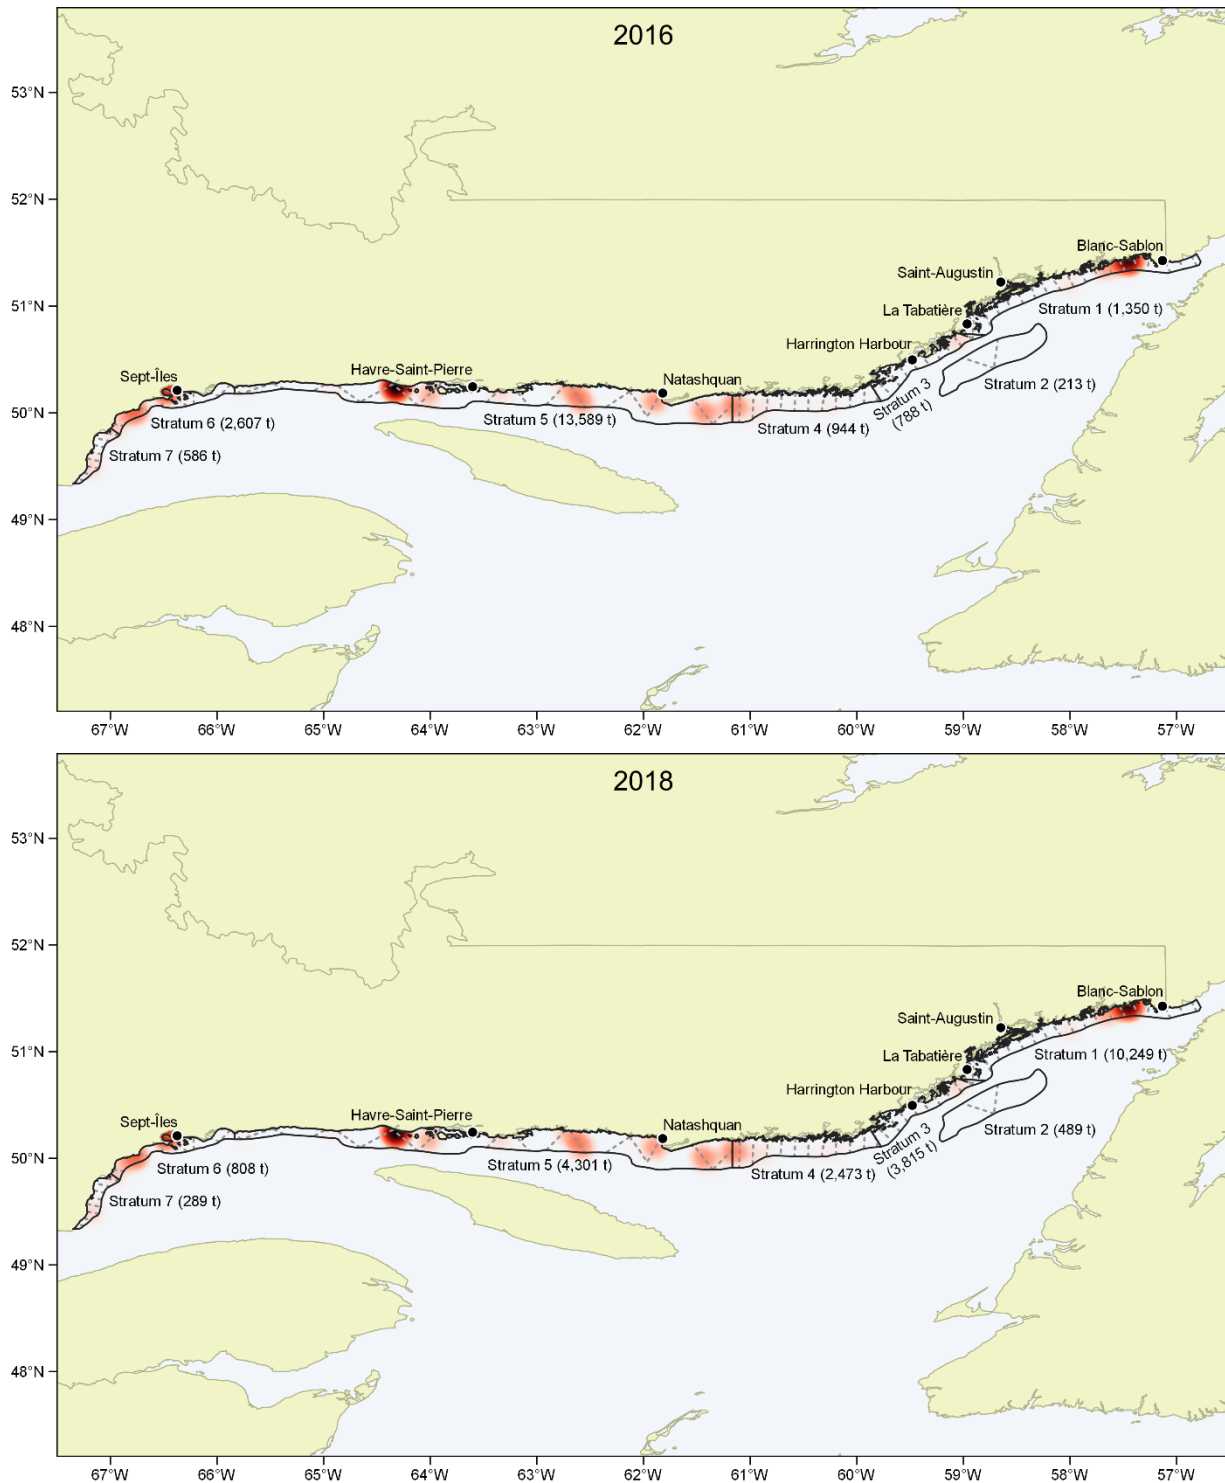 2016
53°N
52°N
51°N
50°N
49°N
48°N
Blanc-Sablon
Saint-Augustin
La Tabatière
Stratum 1 (1,350 t)
Harrington Harbour
Stratum 2 (213 t)
Stratum 3
(788 t)
Sept-Îles
Havre-Saint-Pierre
Natashquan
Stratum 6 (2,607 t)
Stratum 5 (13,589 t)
Stratum 4 (944 t)
Stratum 7 (586 t)
67°W 66°W 65°W 64°W 63°W 62°W 61°W 60°W 59°W 58°W 57°W
2018
53°N
52°N
51°N
50°N
49°N
48°N
Blanc-Sablon
Saint-Augustin
La Tabatière
Stratum 1 (10,249 t)
Harrington Harbour
Stratum 2 (489 t)
Stratum 3
(3,815 t)
Sept-Îles
Havre-Saint-Pierre
Natashquan
Stratum 6 (808 t)
Stratum 5 (4,301 t)
Stratum 4 (2,473 t)
Stratum 7 (289 t)
67°W 66°W 65°W 64°W 63°W 62°W 61°W 60°W 59°W 58°W 57°W